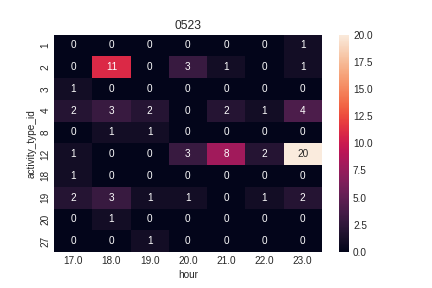 0523
1 0 0 0 0 0 0 1 20.0
2 0 11 0 3 1 0 1 17.5
3 1 0 0 0 0 0 0 15.0
4 2 3 2 0 2 1 4 12.5
8 0 1 1 0 0 0 0
12 1 0 0 3 8 2 20 10.0
18 1 0 0 0 0 0 0 7.5
19 2 3 1 1 0 1 2 5.0
20 0 1 0 0 0 0 0 2.5
27 0 0 1 0 0 0 0 0.0
17.0 18.0 19.0 20.0 21.0 22.0 23.0
hour
activity_type_id